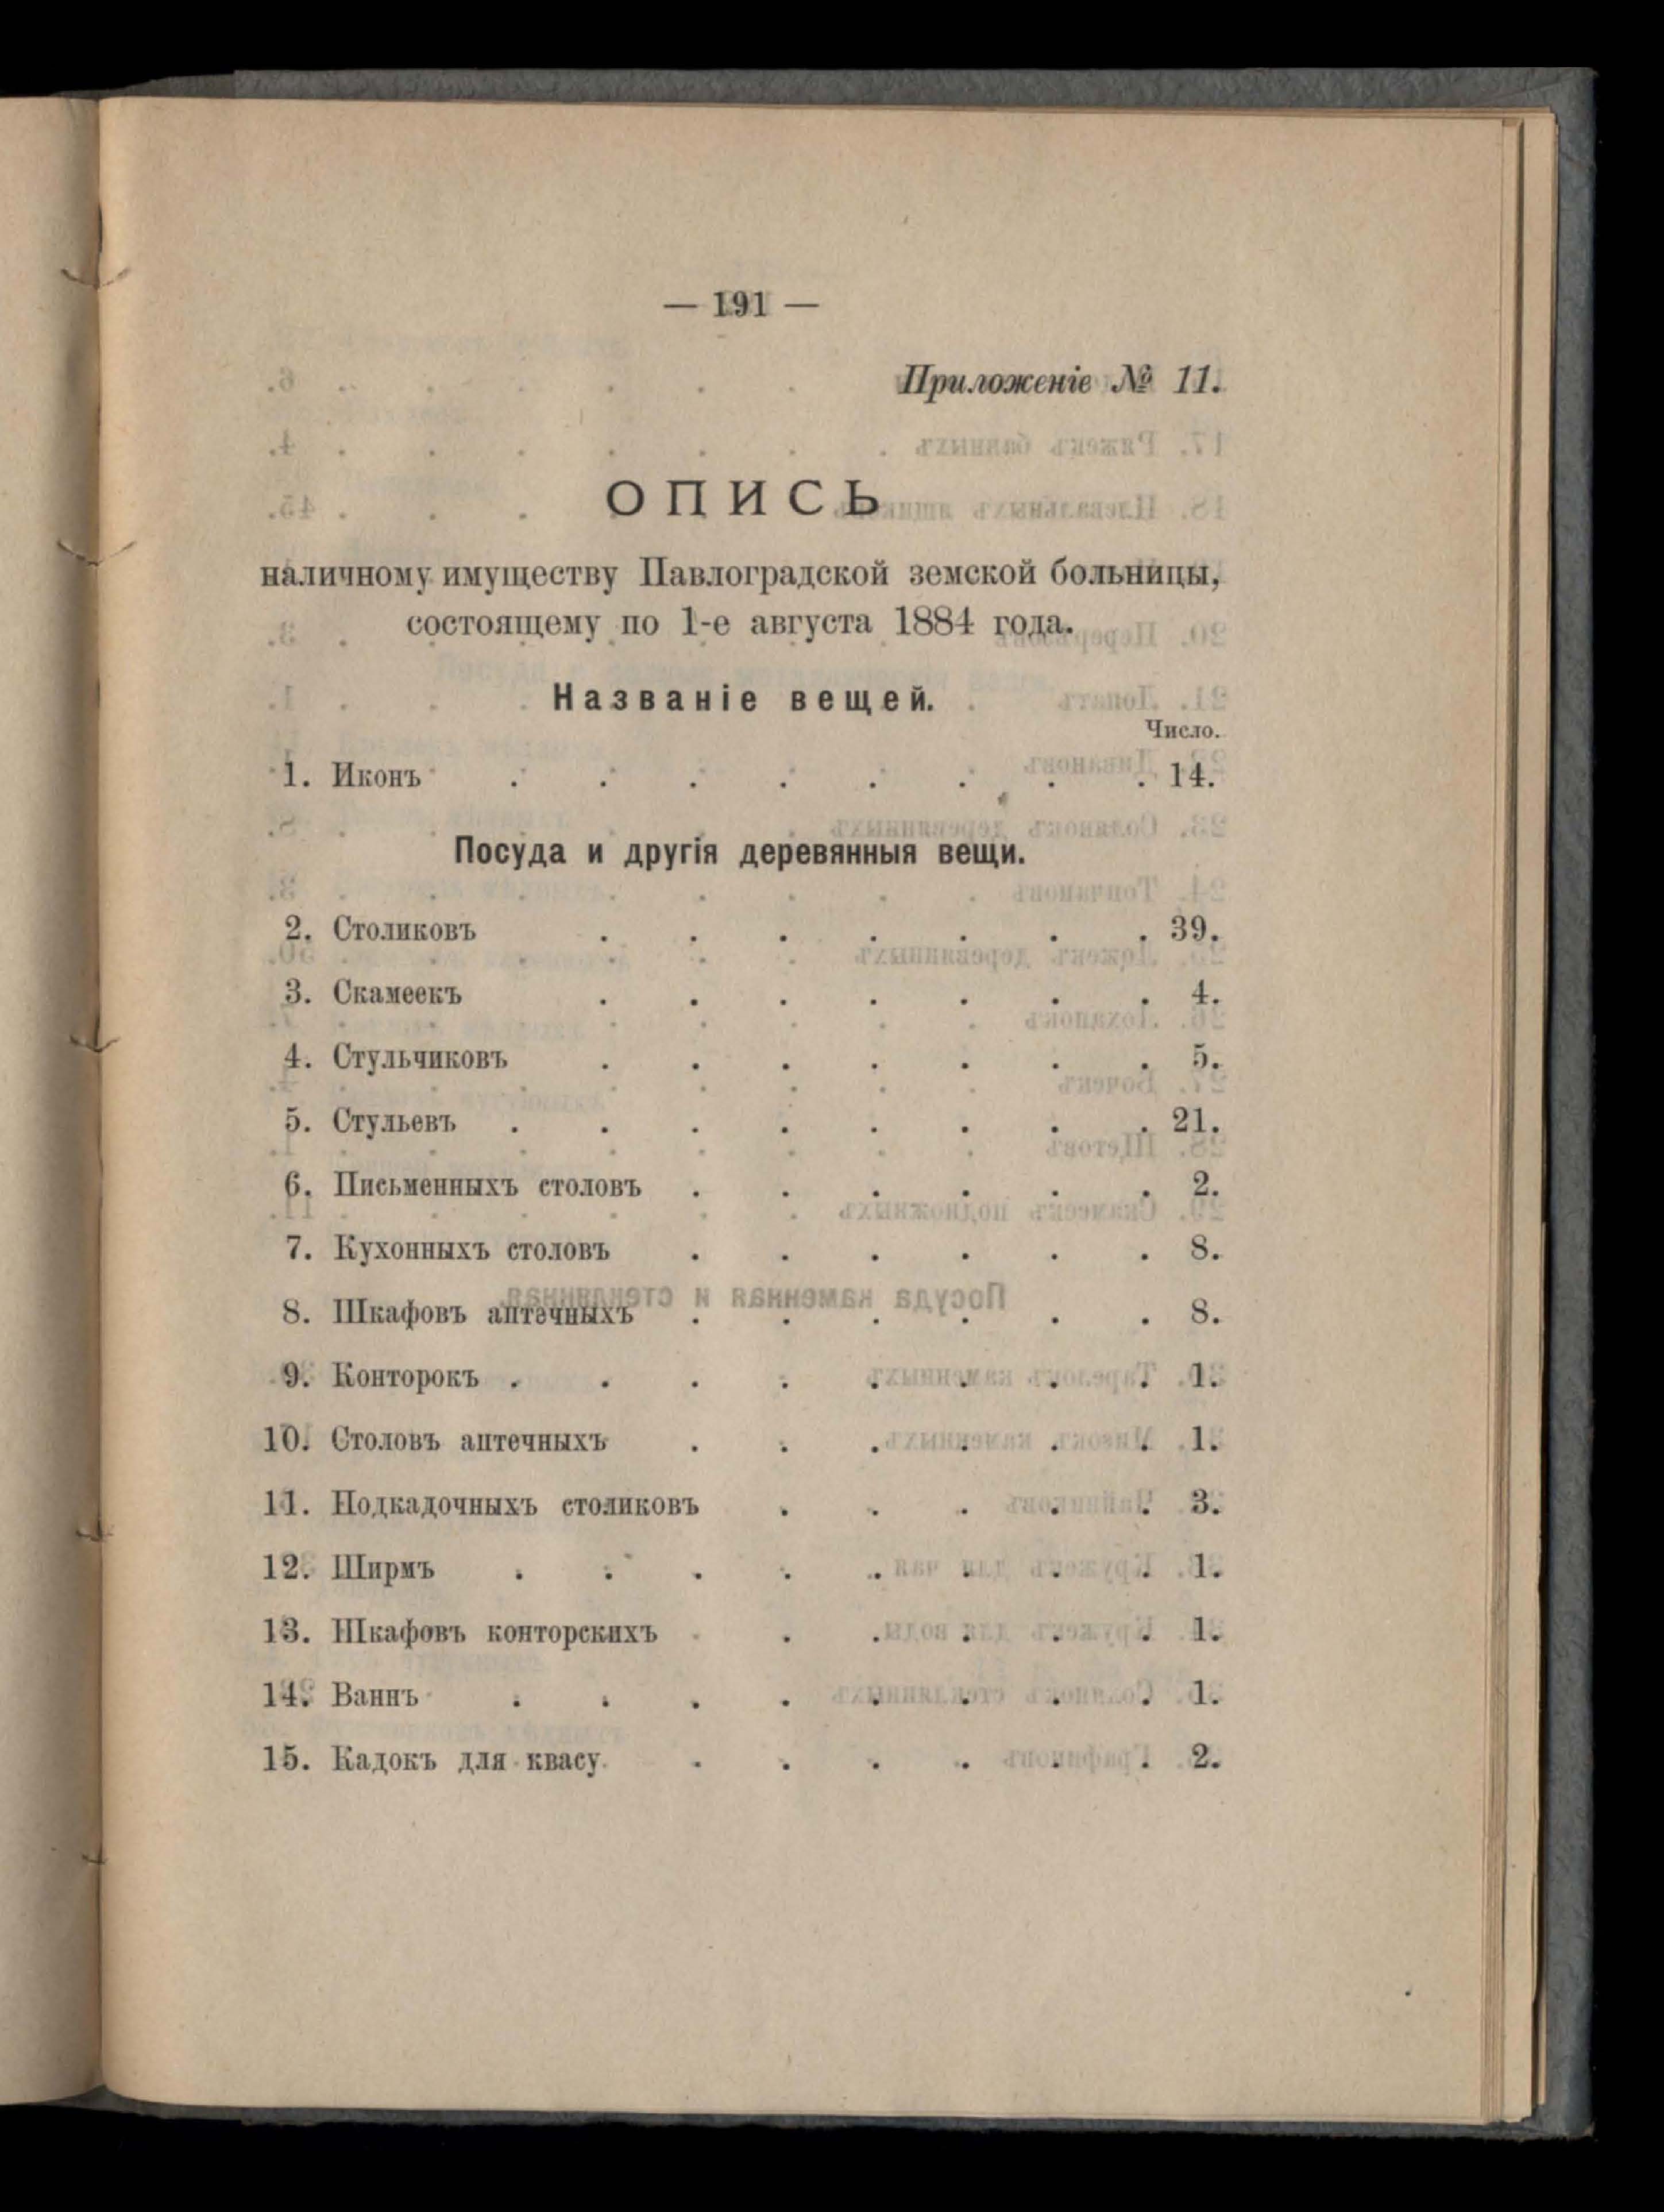 — 191 —
Приложеніе № 11.
ОПИСЬ
наличному имуществу Павлоградской земской больницы,
состоящему по 1-е августа 1884 года.
Названіе вещей.
Число.
1. Иконъ . . . . . . . . 14.
Посуда и другія деревянныя вещи.
2. Столиковъ . . . . . . . 39.
3. Скамеекъ . . . . . . . 4.
4. Стульчиковъ . . . . . . . 5.
5. Стульевъ . . . . . . . . 21.
6. Письменныхъ столовъ . . . . . . 2.
7. Кухонныхъ столовъ . . . . . . 8.
8. Шкафовъ аптечныхъ . . . . . . 8.
9. Конторокъ . . . . . . . . 1.
10. Столовъ аптечныхъ . . . . . . 1.
11. Подкадочныхъ столиковъ . . . . . 3.
12. Ширмъ . . . . . . . . 1.
13. Шкафовъ конторскихъ . . . . . 1.
14. Ваннъ . . . . . . . . 1.
15. Кадокъ для квасу . . . . . . 2.